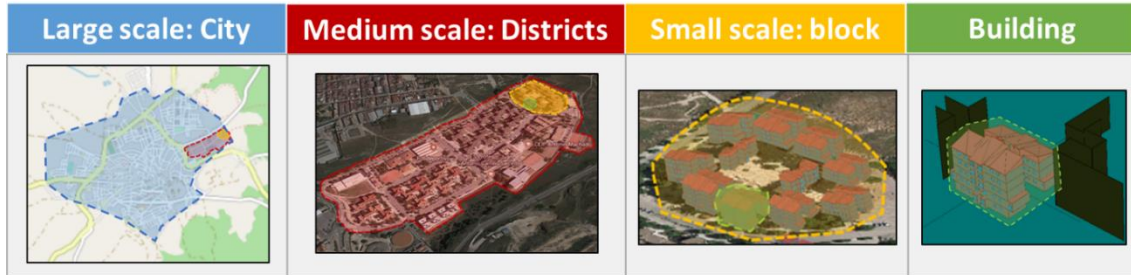 Large scale: City
Medium scale: Districts
Small scale: block
Building